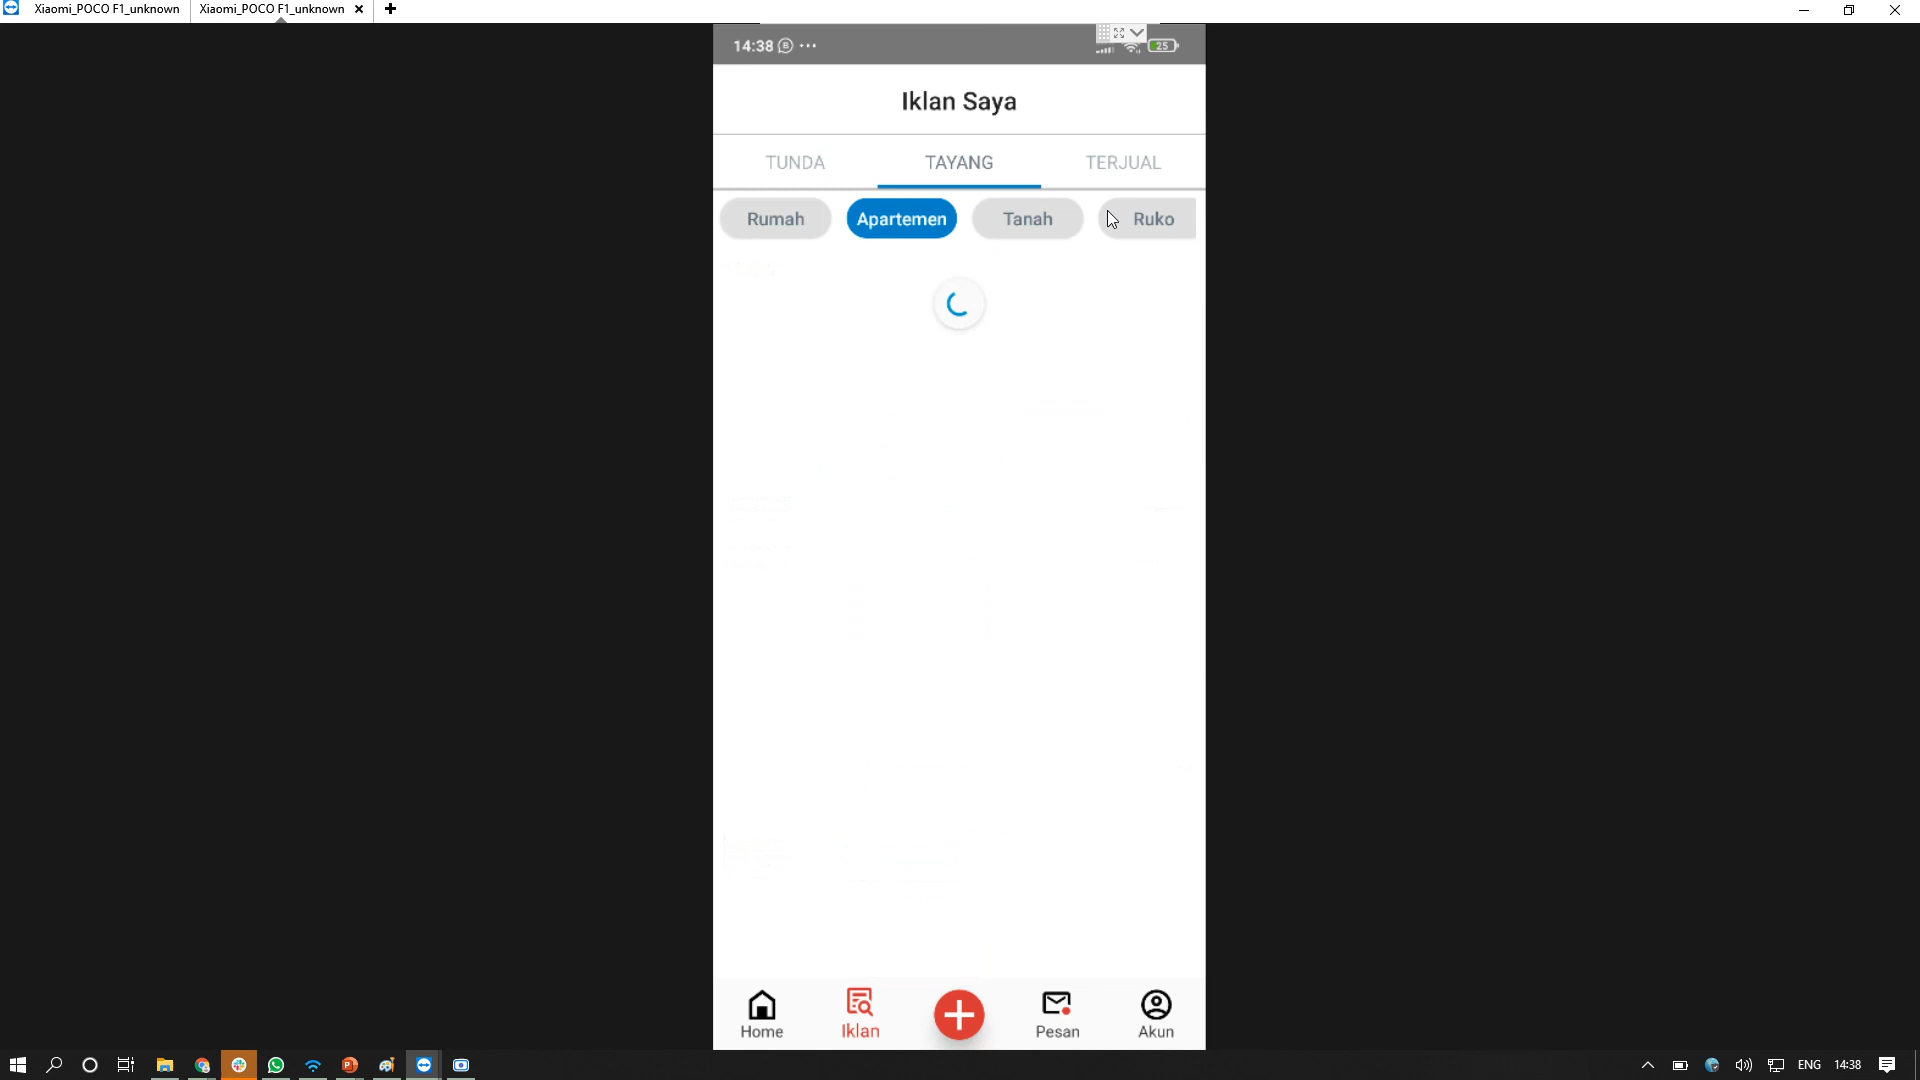 Xiaomi_POCO F1_unknown
Xiaomi_POCO F1_unknown
14:38
25
Iklan Saya
TUNDA
TAYANG
TERJUAL
Rumah
Apartemen
Tanah
Ruko
Home
Iklan
Pesan
Akun
ENG
14:38